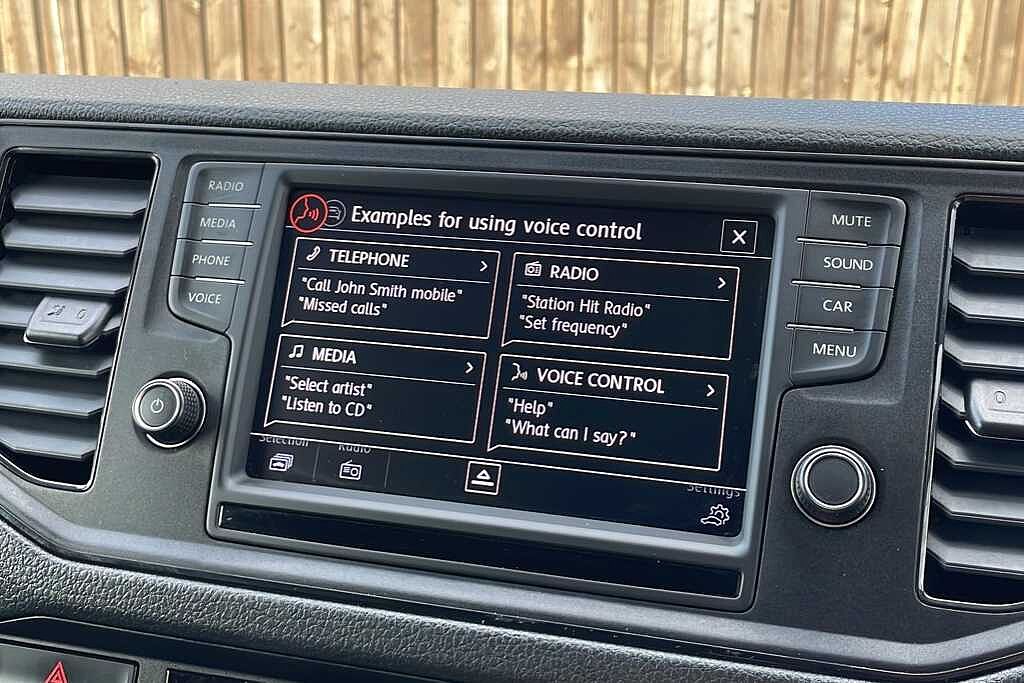 RADIO
MEDIA
PHONE
VOICE
Examples for using voice control
TELEPHONE
"Call John Smith mobile"
"Missed calls"
RADIO
"Station Hit Radio"
"Set frequency"
MEDIA
"Select artist"
"Listen to CD"
VOICE CONTROL
"Help"
"What can I say?"
Selection
Radio
Settings
MUTE
SOUND
CAR
MENU